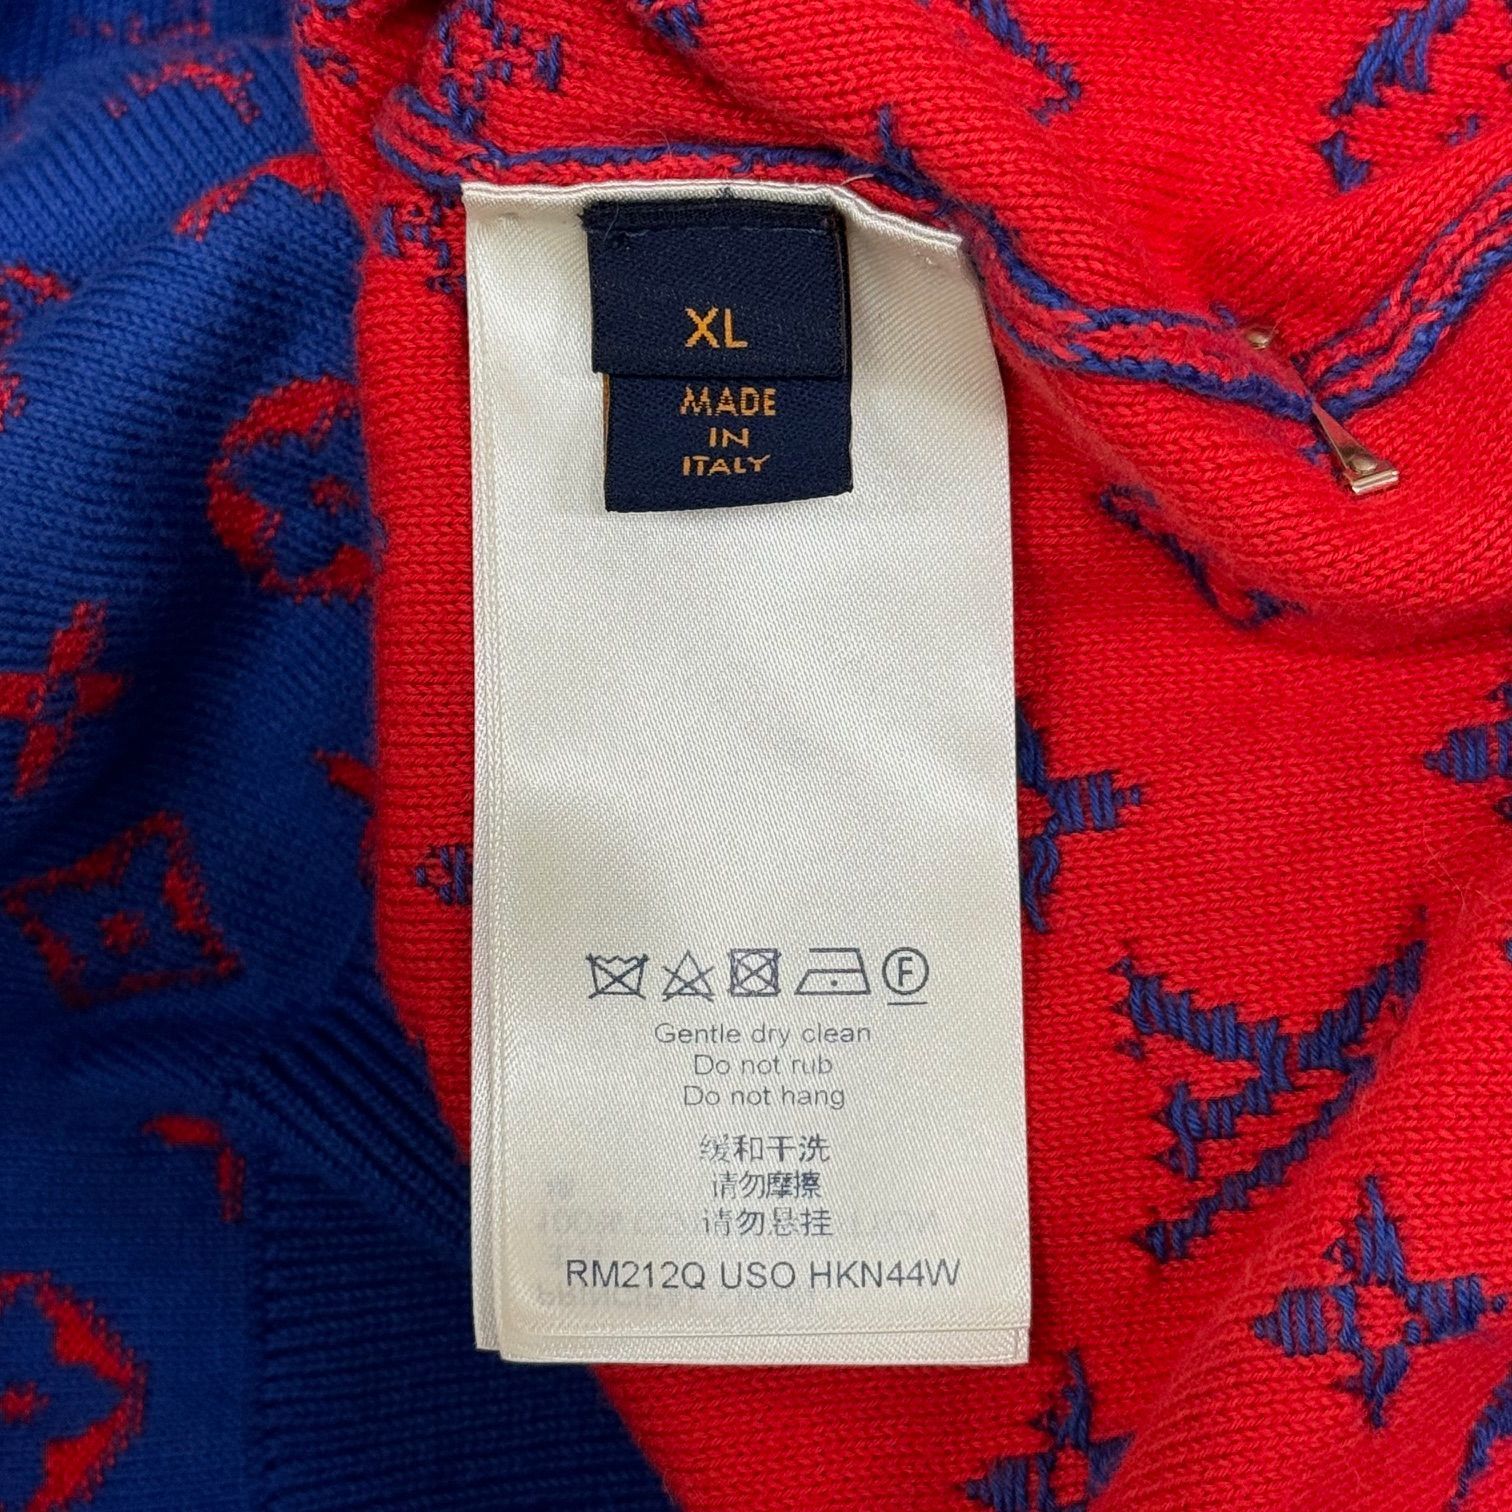 XL
MADE
IN
ITALY
F
Gentle dry clean
Do not rub
Do not hang
缓和干洗
请勿摩擦
请勿悬挂
RM212Q USO HKN44W